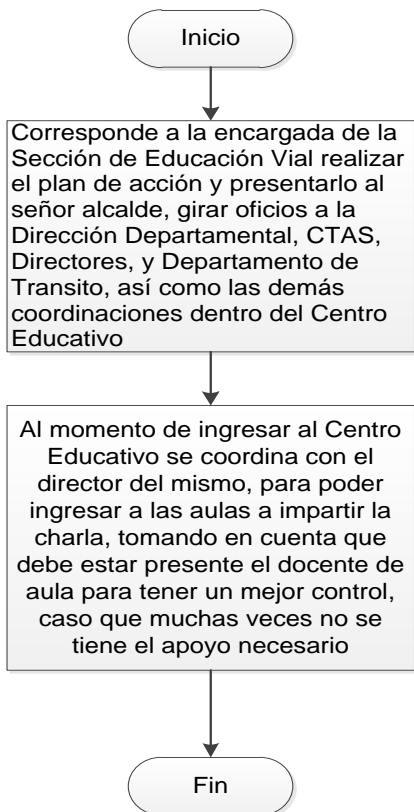 Inicio
Corresponde a la encargada de la
Sección de Educación Vial realizar
el plan de acción y presentarlo al
señor alcalde, girar oficios a la
Dirección Departamental, CTAS,
Directores, y Departamento de
Transito, así como las demás
coordinaciones dentro del Centro
Educativo
Al momento de ingresar al Centro
Educativo se coordina con el
director del mismo, para poder
ingresar a las aulas a impartir la
charla, tomando en cuenta que
debe estar presente el docente de
aula para tener un mejor control,
caso que muchas veces no se
tiene el apoyo necesario
Fin